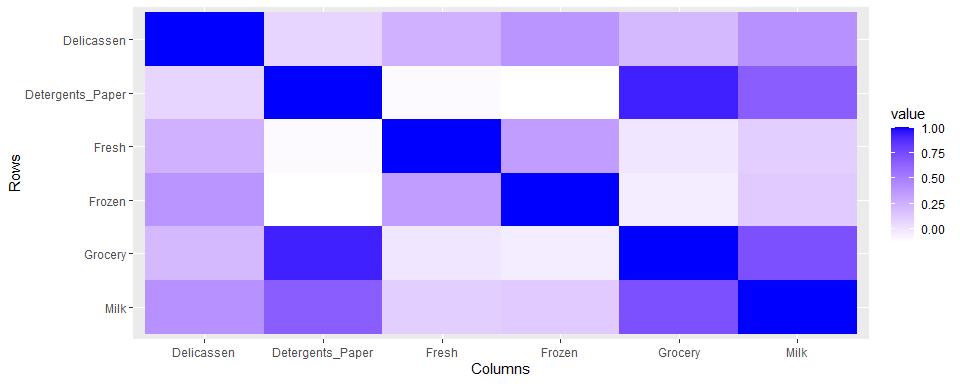 Delicassen
Detergents_Paper
Fresh
Frozen
Grocery
Milk
Rows
Delicassen Detergents_Paper Fresh Frozen Grocery Milk
Columns
value
1.00
0.75
0.50
0.25
0.00